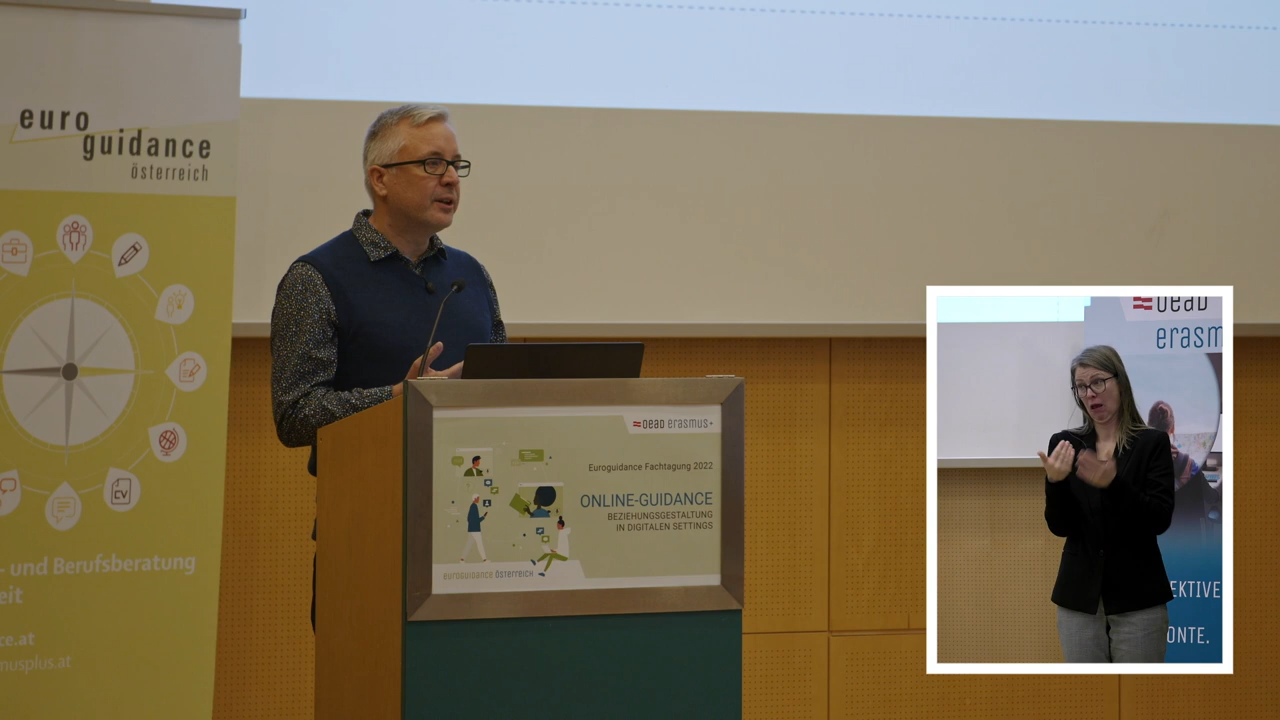 euro
guidance
österreich
CV
- und Berufsberatung
eit
ce.at
nusplus.at
oead erasmus+
Euroguidance Fachtagung 2022
ONLINE-GUIDANCE
BEZIEHUNGSGESTALTUNG
IN DIGITALEN SETTINGS
euroguidance österreich
oead
erasm
EKTIVE
ONTE.